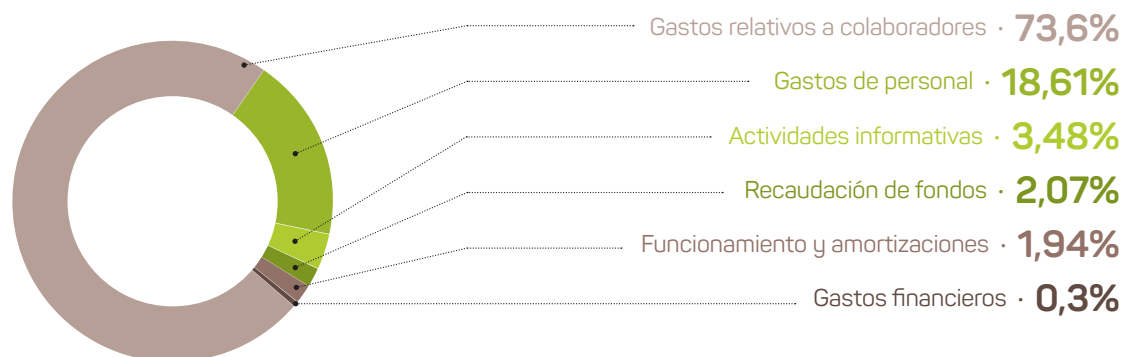 Gastos relativos a colaboradores · 73,6%
Gastos de personal · 18,61%
Actividades informativas · 3,48%
Recaudación de fondos · 2,07%
Funcionamiento y amortizaciones · 1,94%
Gastos financieros · 0,3%